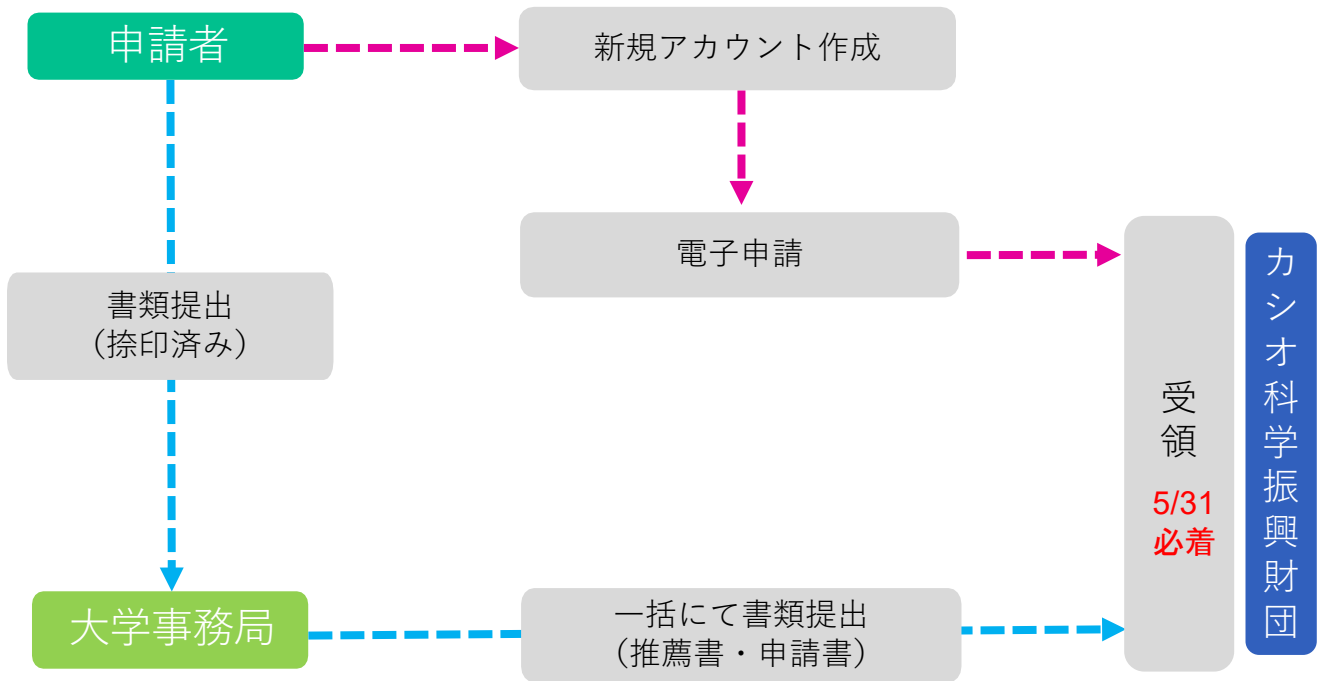 申請者
新規アカウント作成
電子申請
書類提出
（捺印済み）
大学事務局
一括にて書類提出
（推薦書・申請書）
受領
5/31
必着
カシオ科学振興財団